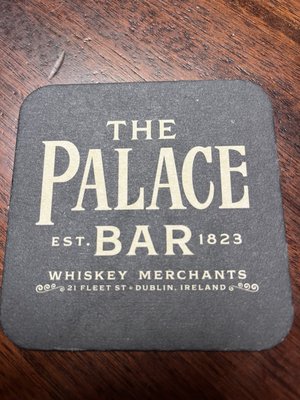 THE
PALACE
EST. BAR 1823
WHISKEY MERCHANTS
21 FLEET ST • DUBLIN, IRELAND